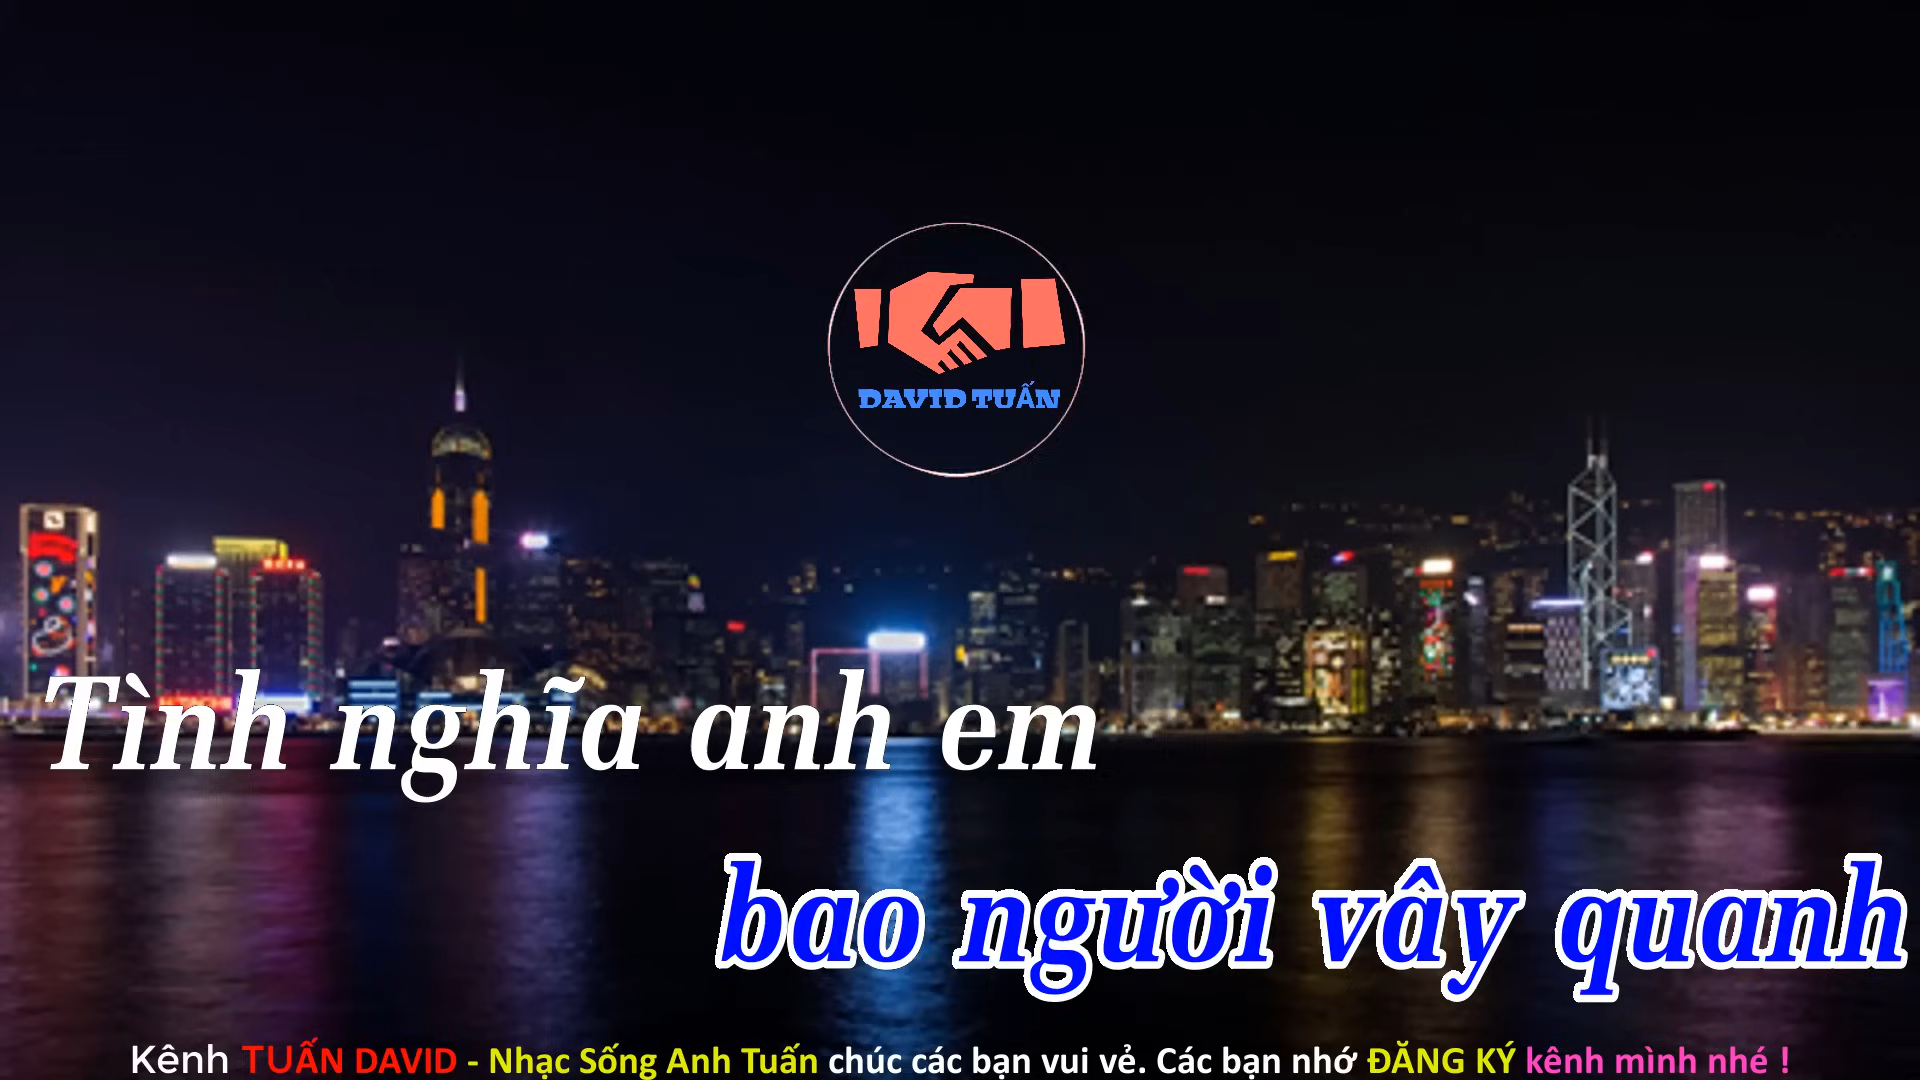 DAVID TUẤN
Tình nghĩa anh em
bao người vây quanh
Kênh TUẤN DAVID - Nhạc Sống Anh Tuấn chúc các bạn vui vẻ. Các bạn nhớ ĐĂNG KÝ kênh mình nhé !